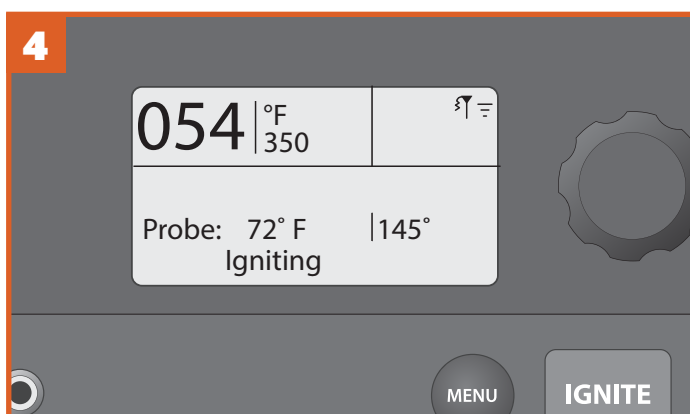 4
054 °F
350
Probe: 72° F 145°
Igniting
MENU
IGNITE